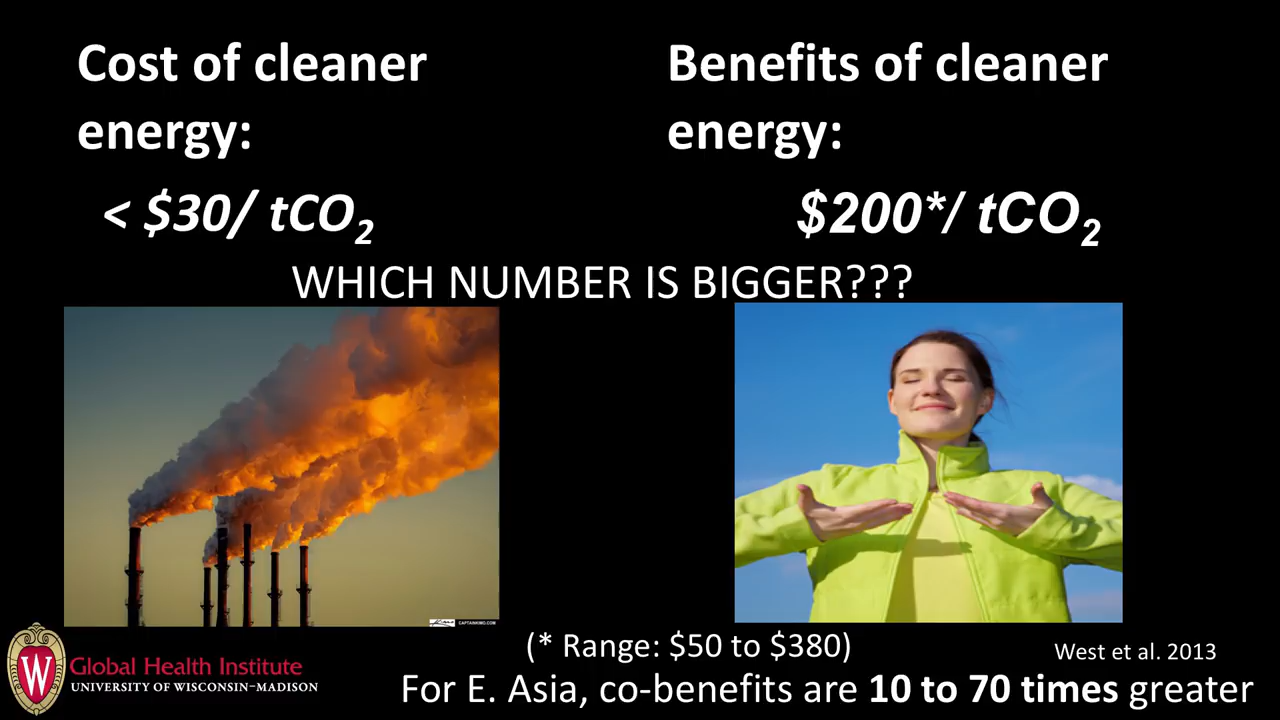 Cost of cleaner
energy:
< $30/ tCO₂
Benefits of cleaner
energy:
$200*/ tCO₂
WHICH NUMBER IS BIGGER???
CAPTAINKIMO.COM
(* Range: $50 to $380)
West et al. 2013
For E. Asia, co-benefits are 10 to 70 times greater
W
Global Health Institute
UNIVERSITY OF WISCONSIN–MADISON